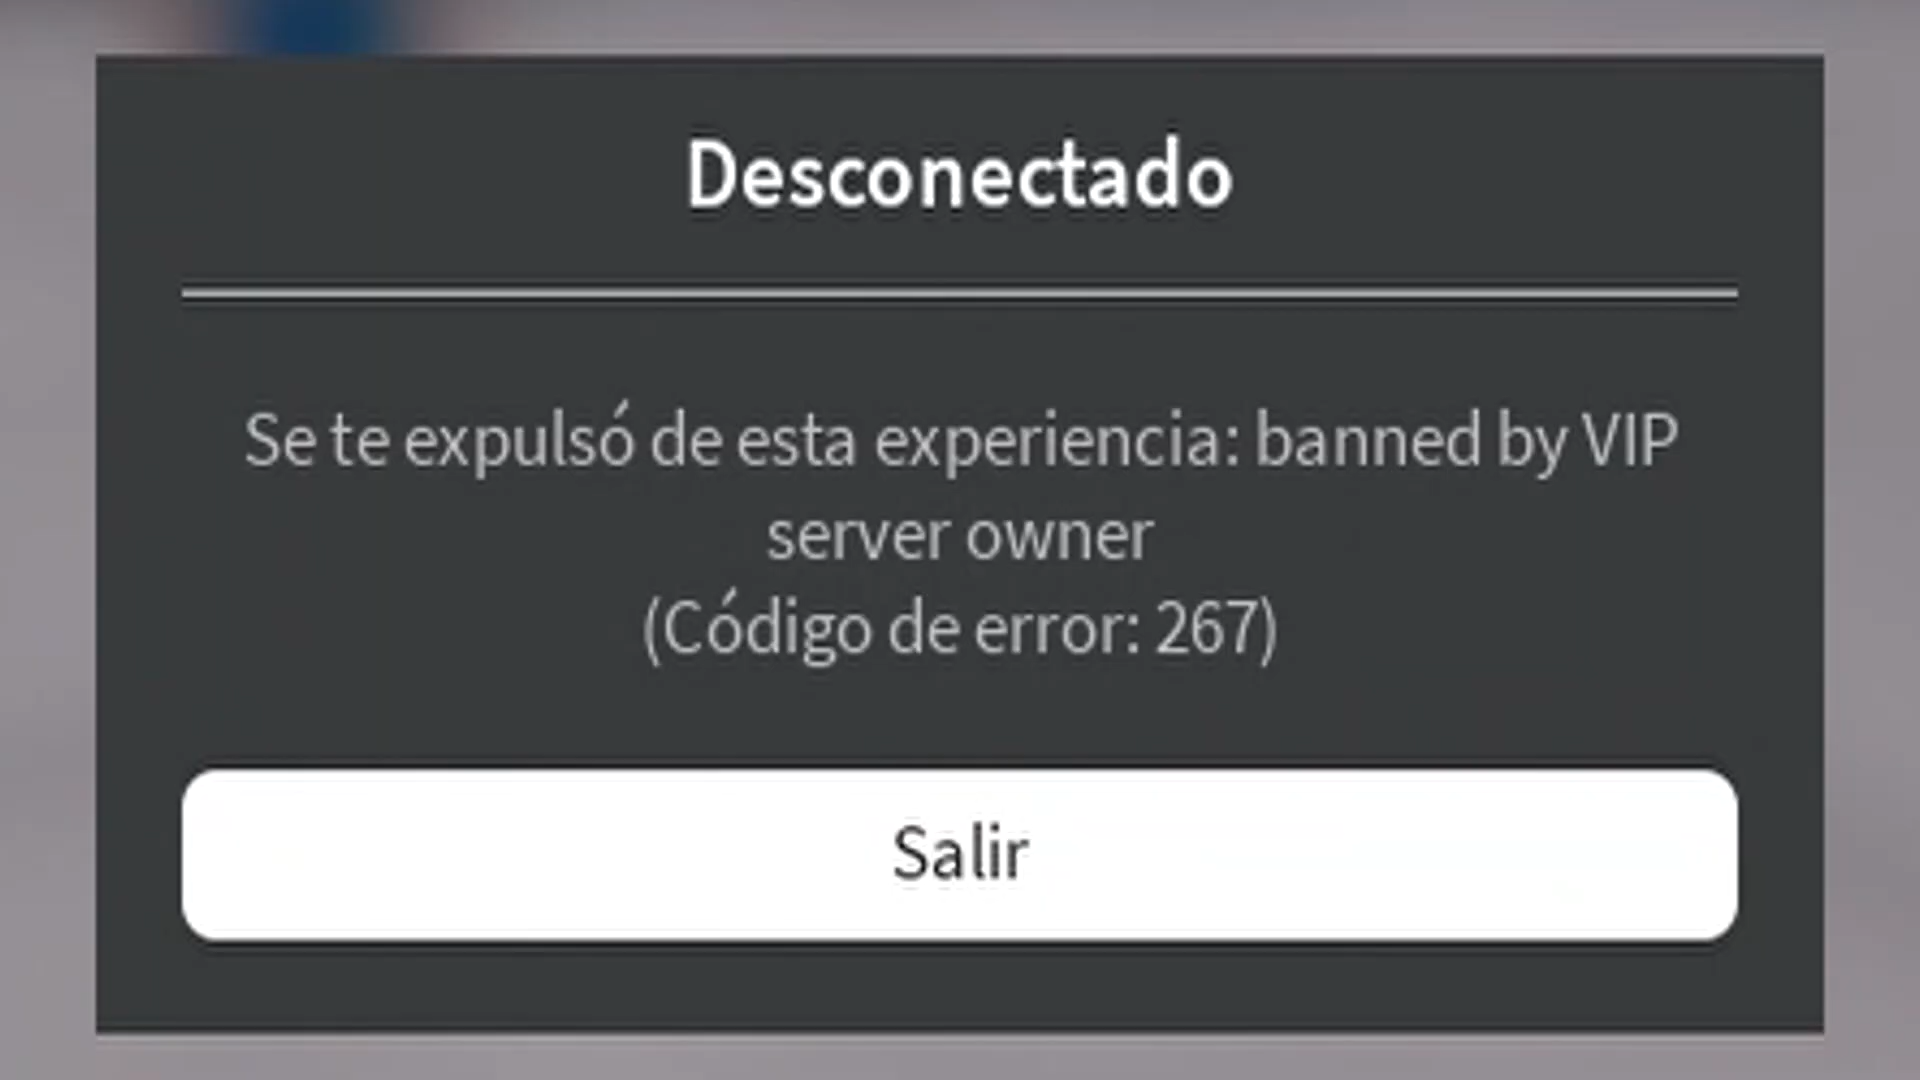 Desconectado
Se te expulsó de esta experiencia: banned by VIP
server owner
(Código de error: 267)
Salir